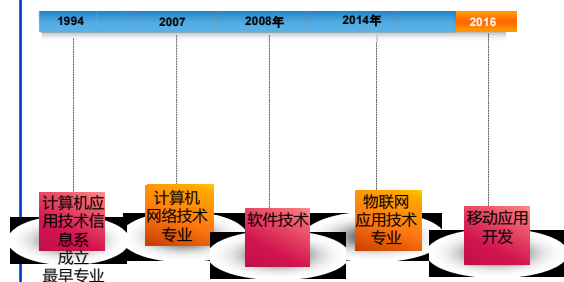 1994
2007
2008年
2014年
2016
计算机应
用技术信
息系
成立
最早专业
计算机
网络技术
专业
软件技术
物联网
应用技术
专业
移动应用
开发